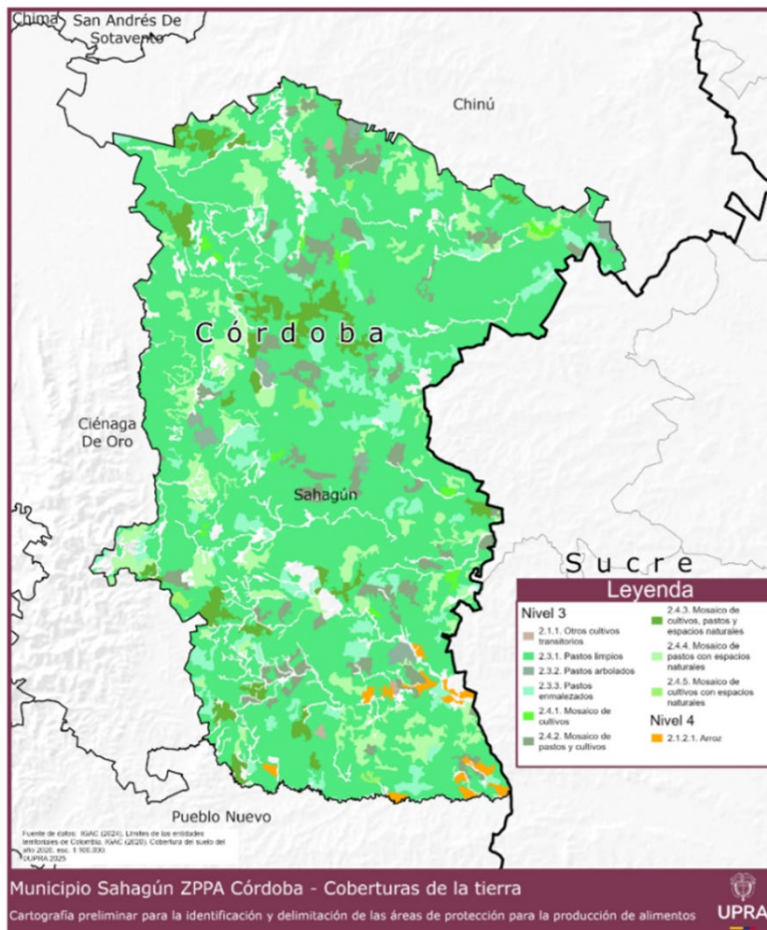 Chima
San Andrés De
Sotavento
Chinú
Córdoba
Ciénaga
De Oro
Sahagún
Sucre
Leyenda
Nivel 3
2.1.1. Otros cultivos
transitorios
2.3.1. Pastos limpios
2.3.2. Pastos arbolados
2.3.3. Pastos
enmalezados
2.4.1. Mosaico de
cultivos
2.4.2. Mosaico de
pastos y cultivos
2.4.3. Mosaico de
cultivos, pastos y
espacios naturales
2.4.4. Mosaico de
pastos con espacios
naturales
2.4.5. Mosaico de
cultivos con espacios
naturales
Nivel 4
2.1.2.1. Arroz
Pueblo Nuevo
Fuente de datos: IGAC (2024). Límites de las entidades
territoriales de Colombia. IGAC (2020). Cobertura del suelo del
año 2020, esc. 1:100.000.
©UPRA 2025
Municipio Sahagún ZPPA Córdoba - Coberturas de la tierra
Cartografía preliminar para la identificación y delimitación de las áreas de protección para la producción de alimentos
UPRA